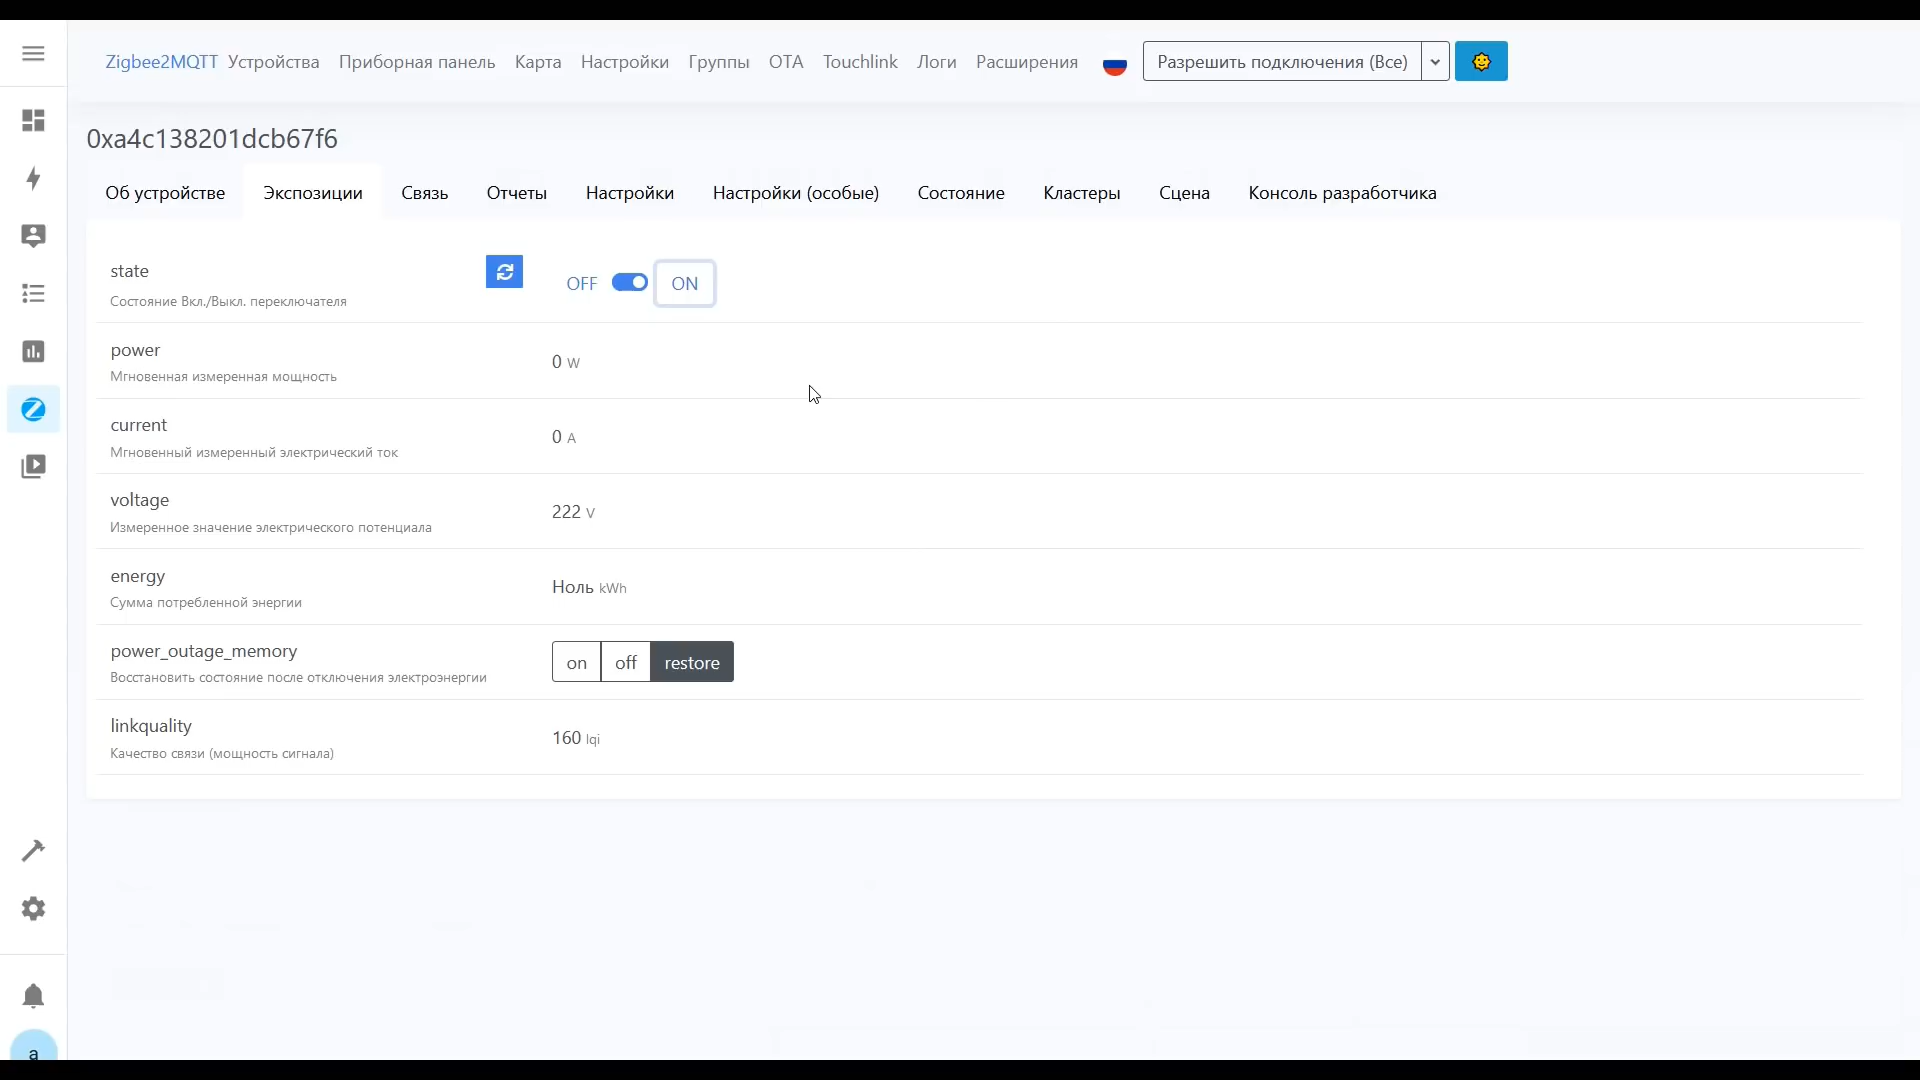 Zigbee2MQTT Устройства Приборная панель Карта Настройки Группы OTA Touchlink Логи Расширения Разрешить подключения (Все)
0xa4c138201dcb67f6
Об устройстве Экспозиции Связь Отчеты Настройки Настройки (особые) Состояние Кластеры Сцена Консоль разработчика
state OFF ON
Состояние Вкл./Выкл. переключателя
power 0 W
Мгновенная измеренная мощность
current 0 A
Мгновенный измеренный электрический ток
voltage 222 V
Измеренное значение электрического потенциала
energy Ноль kWh
Сумма потребленной энергии
power_outage_memory on off restore
Восстановить состояние после отключения электроэнергии
linkquality 160 lqi
Качество связи (мощность сигнала)
a